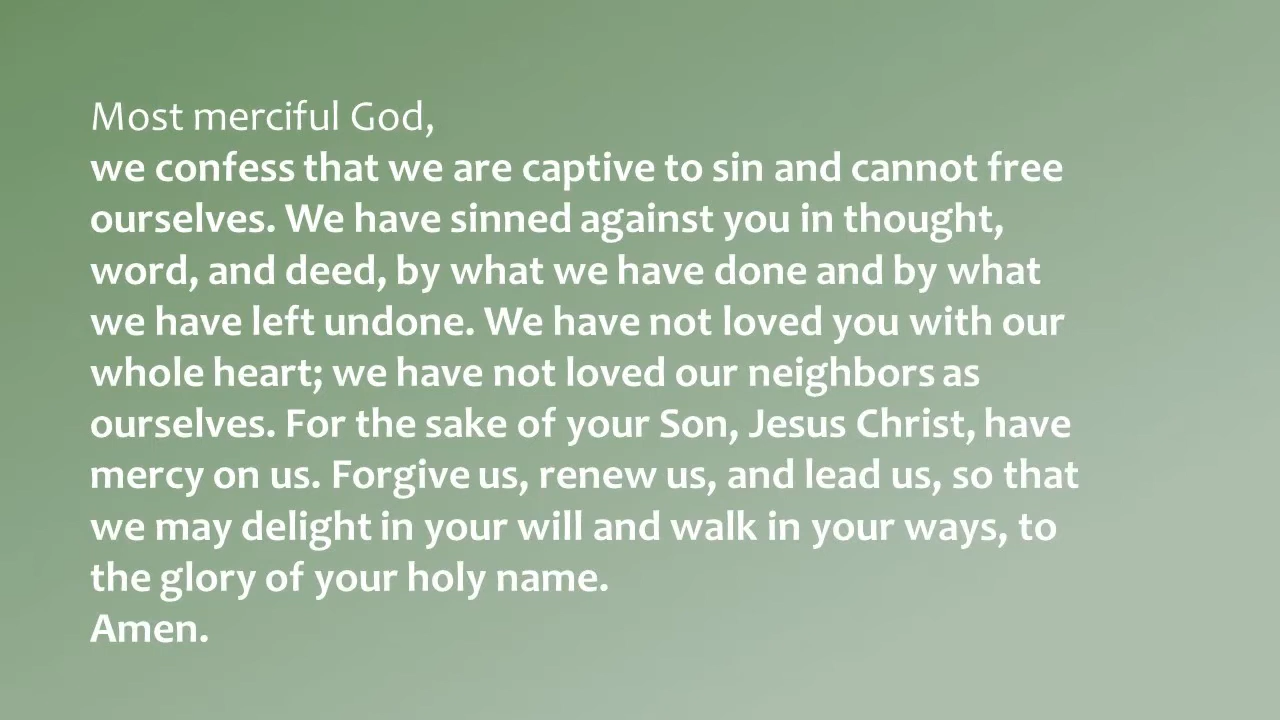 Most merciful God,
we confess that we are captive to sin and cannot free
ourselves. We have sinned against you in thought,
word, and deed, by what we have done and by what
we have left undone. We have not loved you with our
whole heart; we have not loved our neighbors as
ourselves. For the sake of your Son, Jesus Christ, have
mercy on us. Forgive us, renew us, and lead us, so that
we may delight in your will and walk in your ways, to
the glory of your holy name.
Amen.